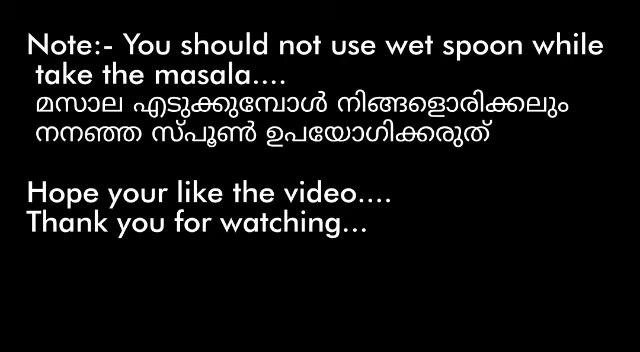 Note:- You should not use wet spoon while
take the masala....
മസാല എടുക്കുമ്പോൾ നിങ്ങളൊരിക്കലും
നനഞ്ഞ സ്പൂൺ ഉപയോഗിക്കരുത്
Hope your like the video....
Thank you for watching...